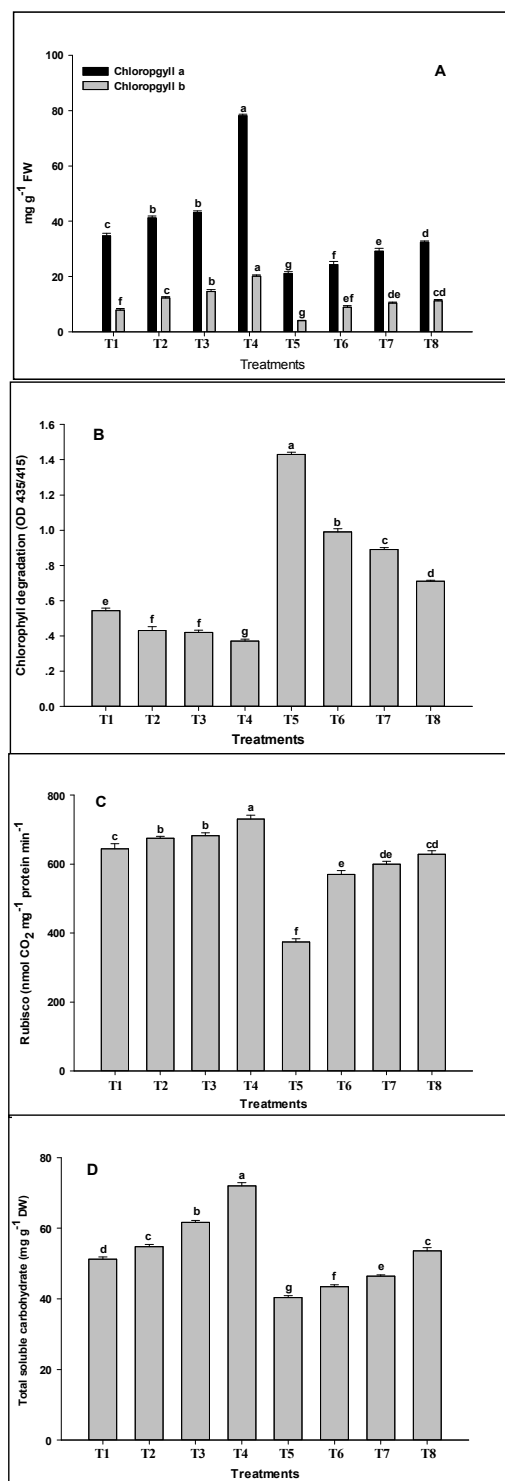 Chloropgyll a
Chloropgyll b
A
mg g-1 FW
100
80
60
40
20
0
c f b c b b a a g g f ef e de d cd
T1 T2 T3 T4 T5 T6 T7 T8
Treatments
B
Chlorophyll degradation (OD 435/415)
1.6
1.4
1.2
1.0
.8
.6
.4
.2
0.0
e f f g a b c d
T1 T2 T3 T4 T5 T6 T7 T8
Treatments
C
Rubisco (nmol CO2 mg-1 protein min-1)
800
600
400
200
0
c b b a f e de cd
T1 T2 T3 T4 T5 T6 T7 T8
Treatments
D
Total soluble carbohydrate (mg g-1 DW)
80
60
40
20
0
d c b a g f e c
T1 T2 T3 T4 T5 T6 T7 T8
Treatments